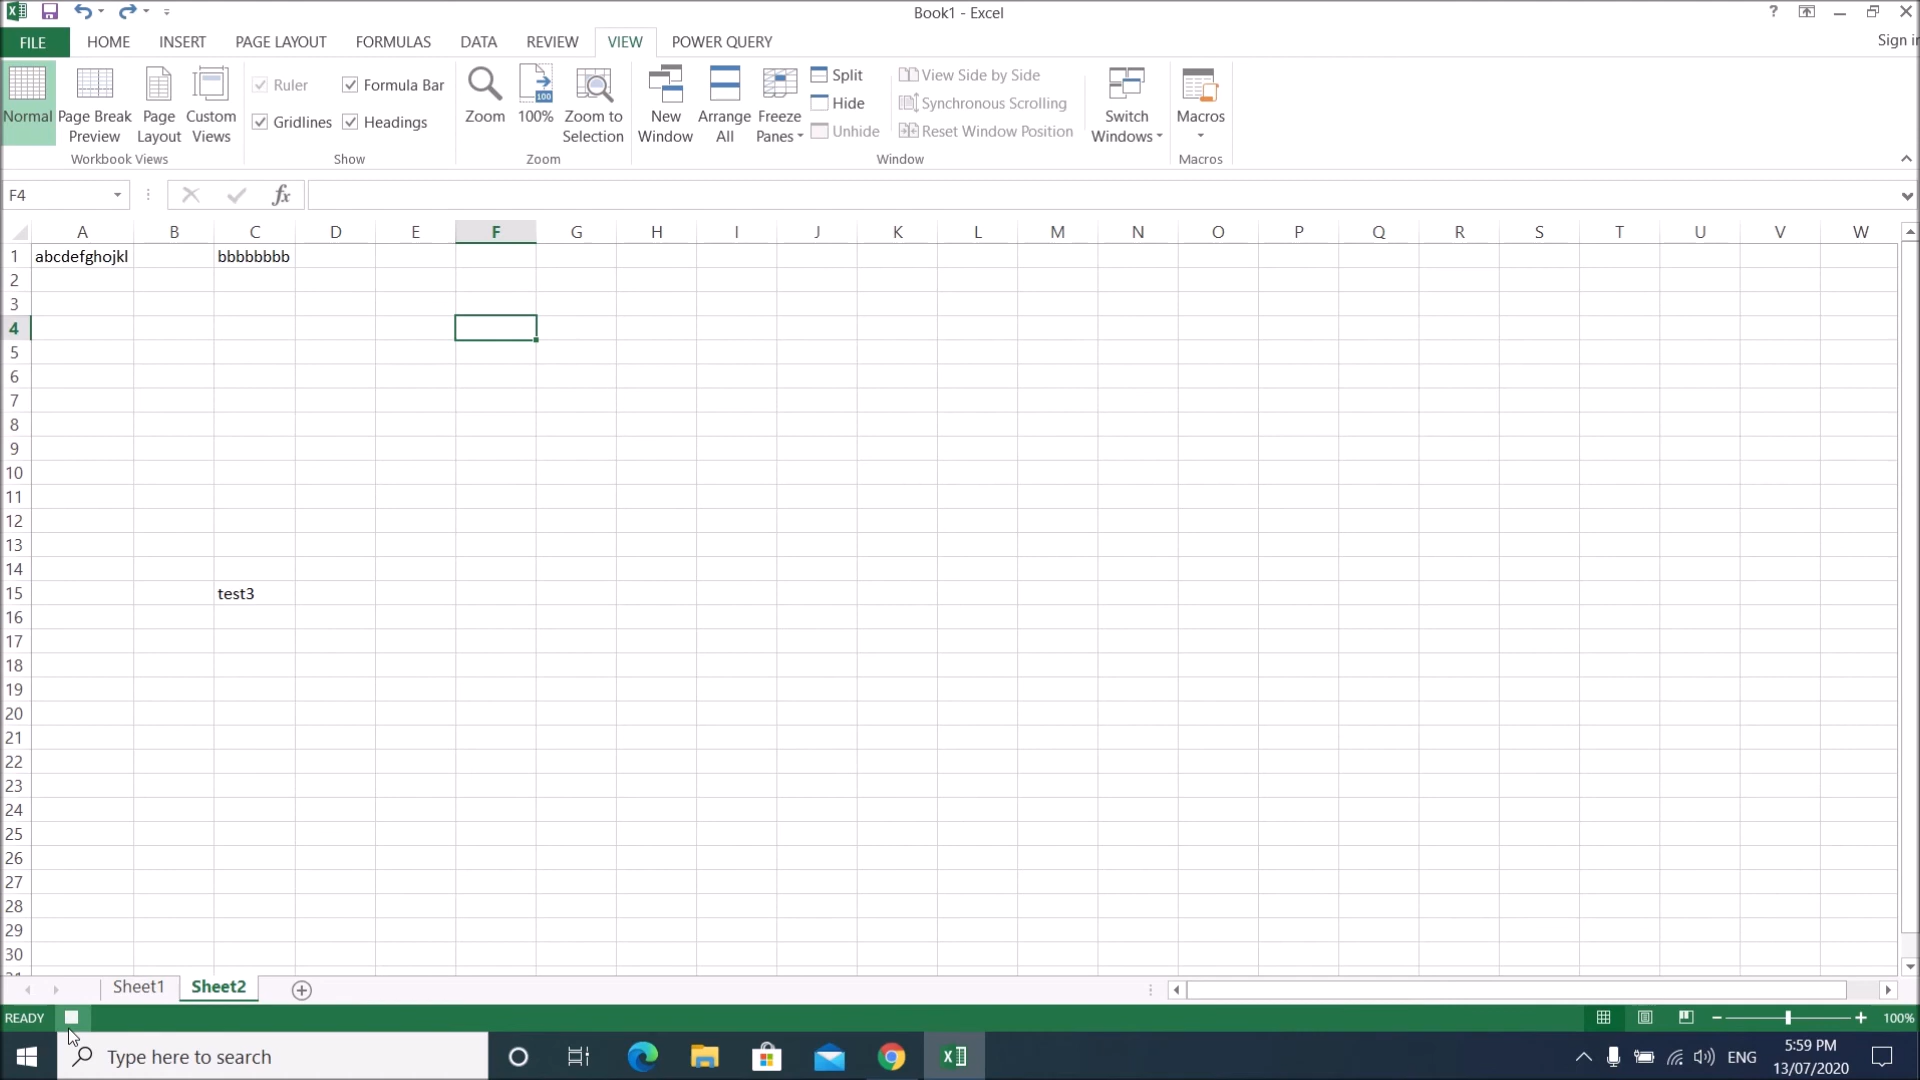 Book1 - Excel
?
FILE HOME INSERT PAGE LAYOUT FORMULAS DATA REVIEW VIEW POWER QUERY
Sign in
Normal
Page Break Preview
Page Layout
Custom Views
Workbook Views
Ruler
Formula Bar
Gridlines
Headings
Show
Zoom
100
100%
Zoom to Selection
Zoom
New Window
Arrange All
Freeze Panes
Split
Hide
Unhide
View Side by Side
Synchronous Scrolling
Reset Window Position
Window
Switch Windows
Macros
Macros
F4
fx
A B C D E F G H I J K L M N O P Q R S T U V W
1 abcdefghojkl bbbbbbbb
2
3
4
5
6
7
8
9
10
11
12
13
14
15 test3
16
17
18
19
20
21
22
23
24
25
26
27
28
29
30
Sheet1 Sheet2
READY
100%
Type here to search
ENG
5:59 PM
13/07/2020